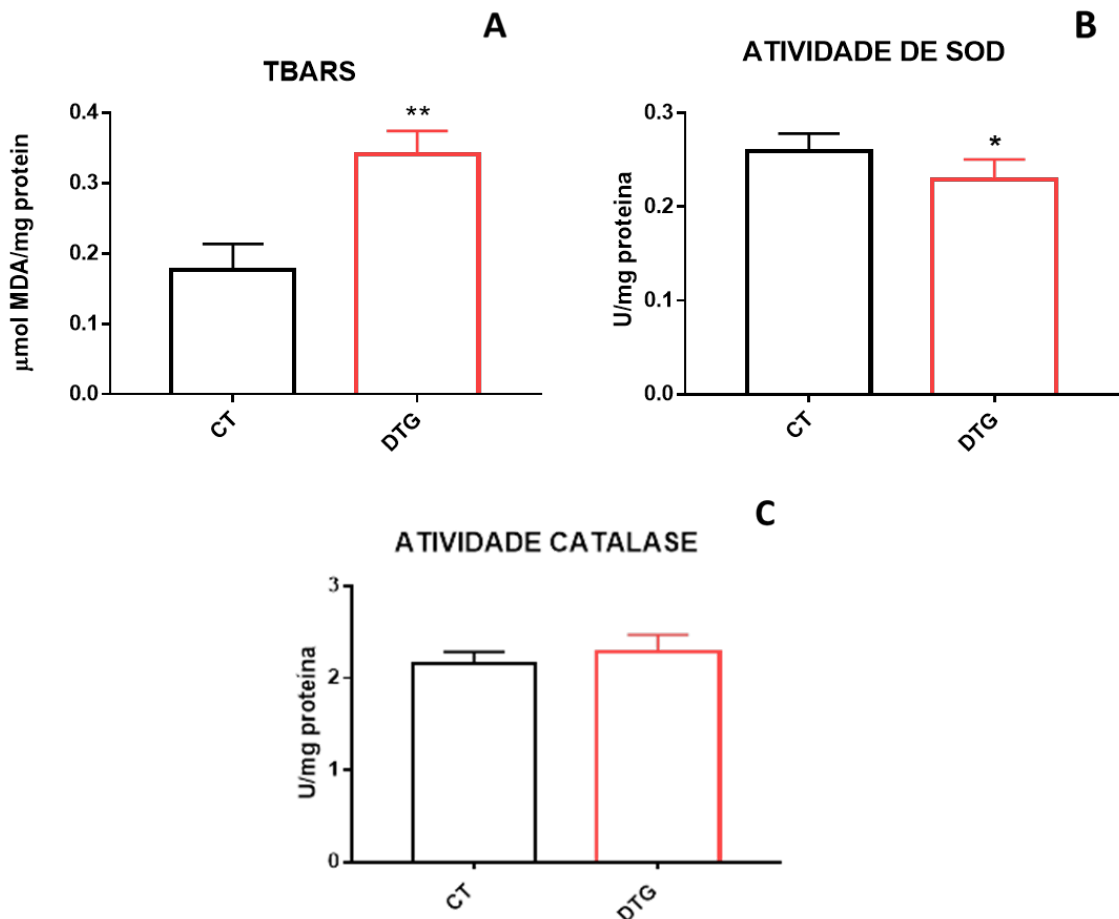 A
TBARS
µmol MDA/mg protein
0.4
0.3
0.2
0.1
0.0
**
CT
DTG
B
ATIVIDADE DE SOD
U/mg proteina
0.3
0.2
0.1
0.0
*
CT
DTG
C
ATIVIDADE CATALASE
U/mg proteína
3
2
1
0
CT
DTG